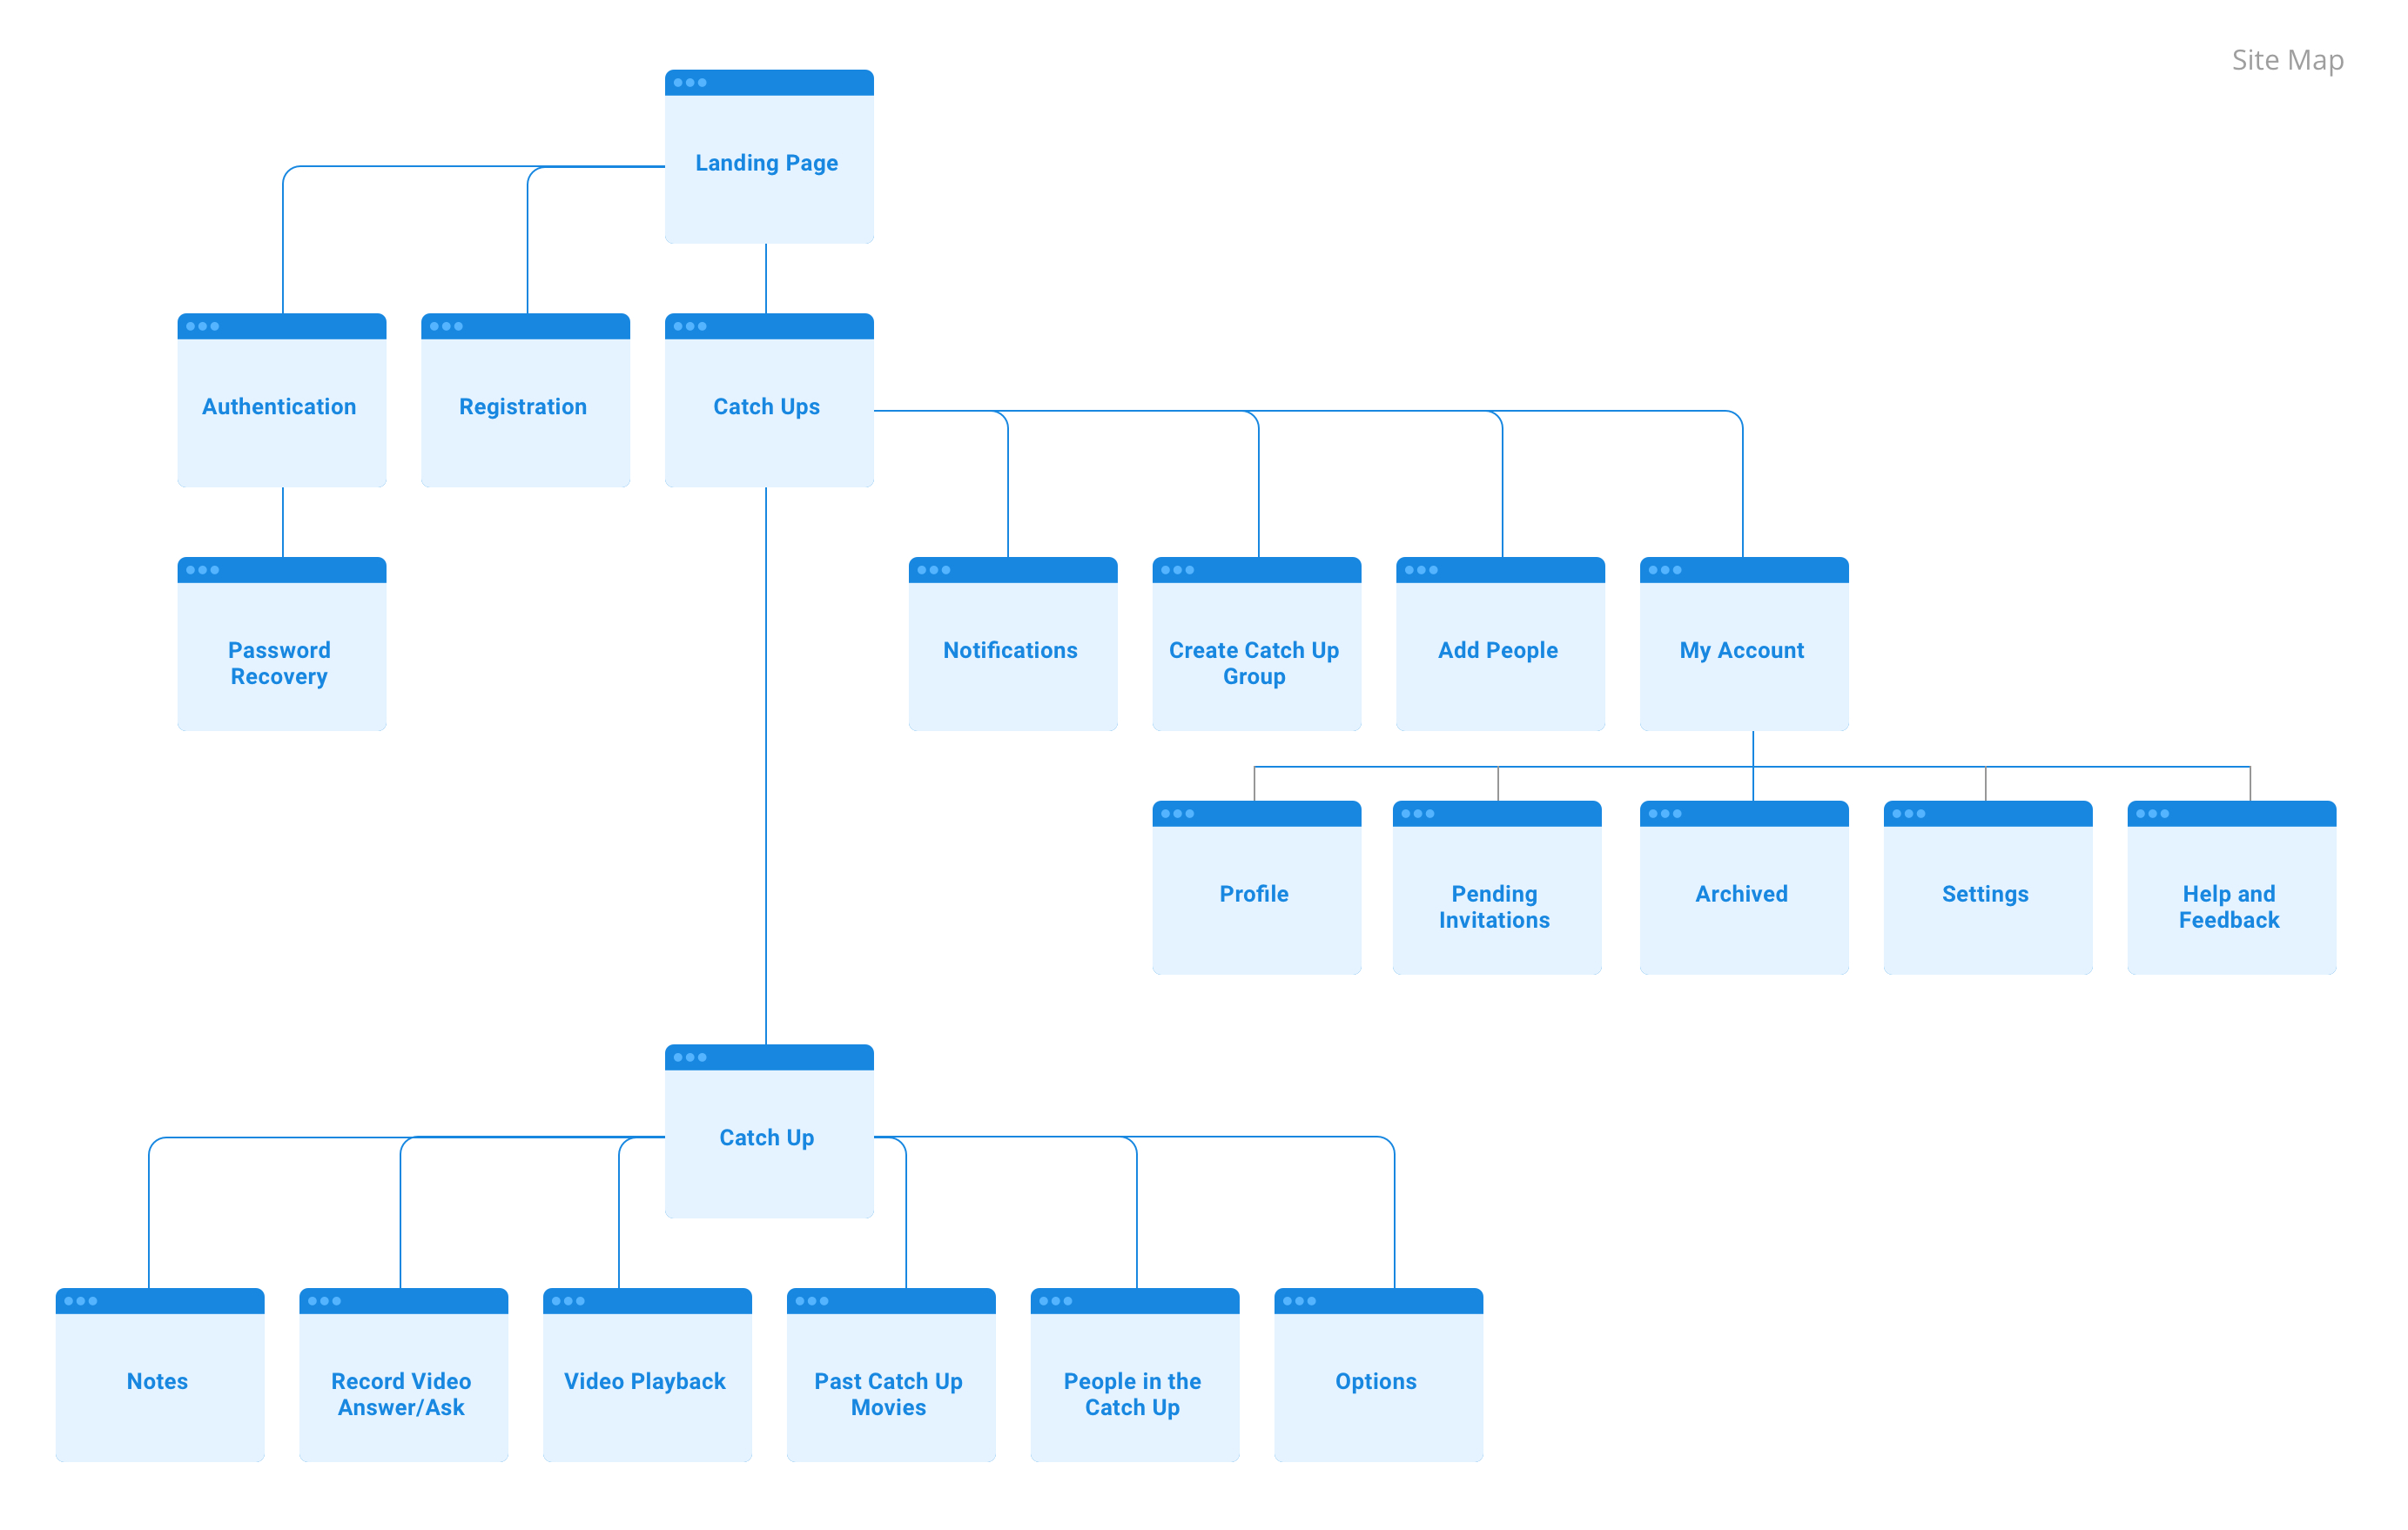 Site Map
Landing Page
Authentication
Registration
Catch Ups
Password
Recovery
Notifications
Create Catch Up
Group
Add People
My Account
Profile
Pending
Invitations
Archived
Settings
Help and
Feedback
Catch Up
Notes
Record Video
Answer/Ask
Video Playback
Past Catch Up
Movies
People in the
Catch Up
Options